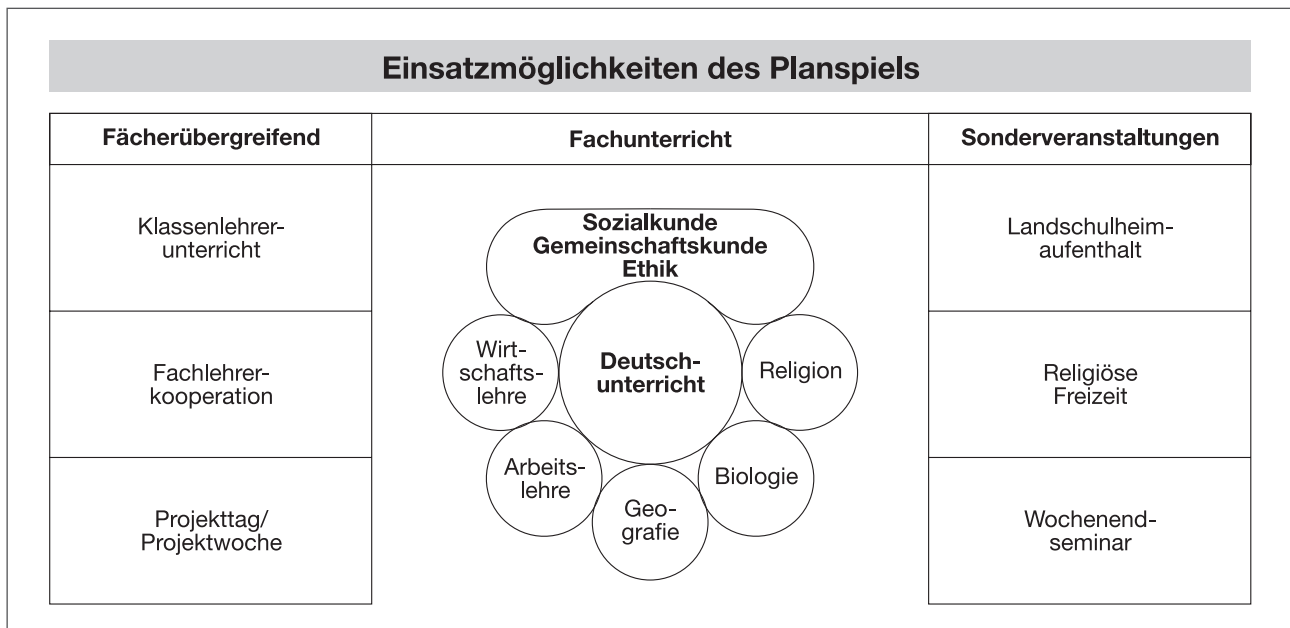 Einsatzmöglichkeiten des Planspiels
Fächerübergreifend
Klassenlehrer-
unterricht
Fachlehrer-
kooperation
Projekttag/
Projektwoche
Fachunterricht
Sozialkunde
Gemeinschaftskunde
Ethik
Wirt-
schafts-
lehre
Deutsch-
unterricht
Religion
Arbeits-
lehre
Geo-
grafie
Biologie
Sonderveranstaltungen
Landschulheim-
aufenthalt
Religiöse
Freizeit
Wochenend-
seminar